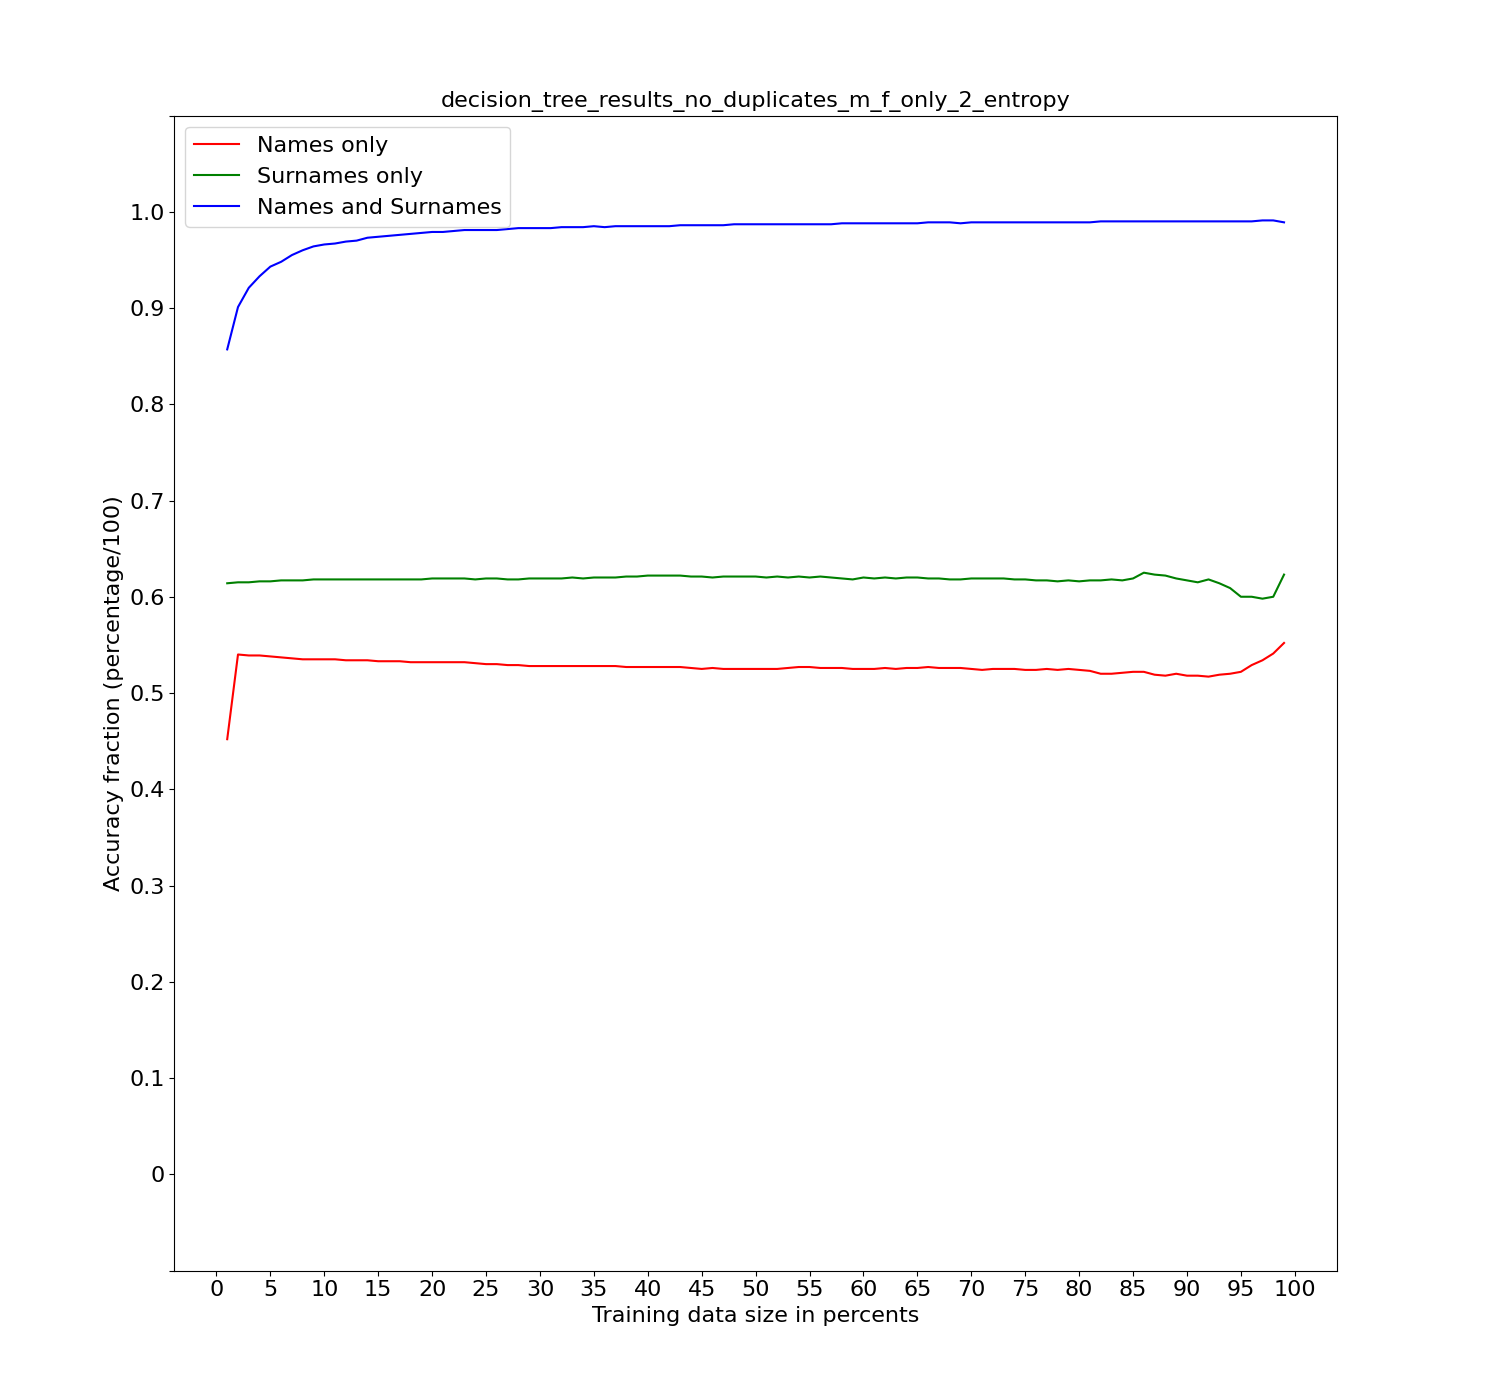 decision_tree_results_no_duplicates_m_f_only_2_entropy
Names only
Surnames only
Names and Surnames
1.0
0.9
0.8
0.7
0.6
0.5
0.4
0.3
0.2
0.1
0
Accuracy fraction (percentage/100)
0 5 10 15 20 25 30 35 40 45 50 55 60 65 70 75 80 85 90 95 100
Training data size in percents